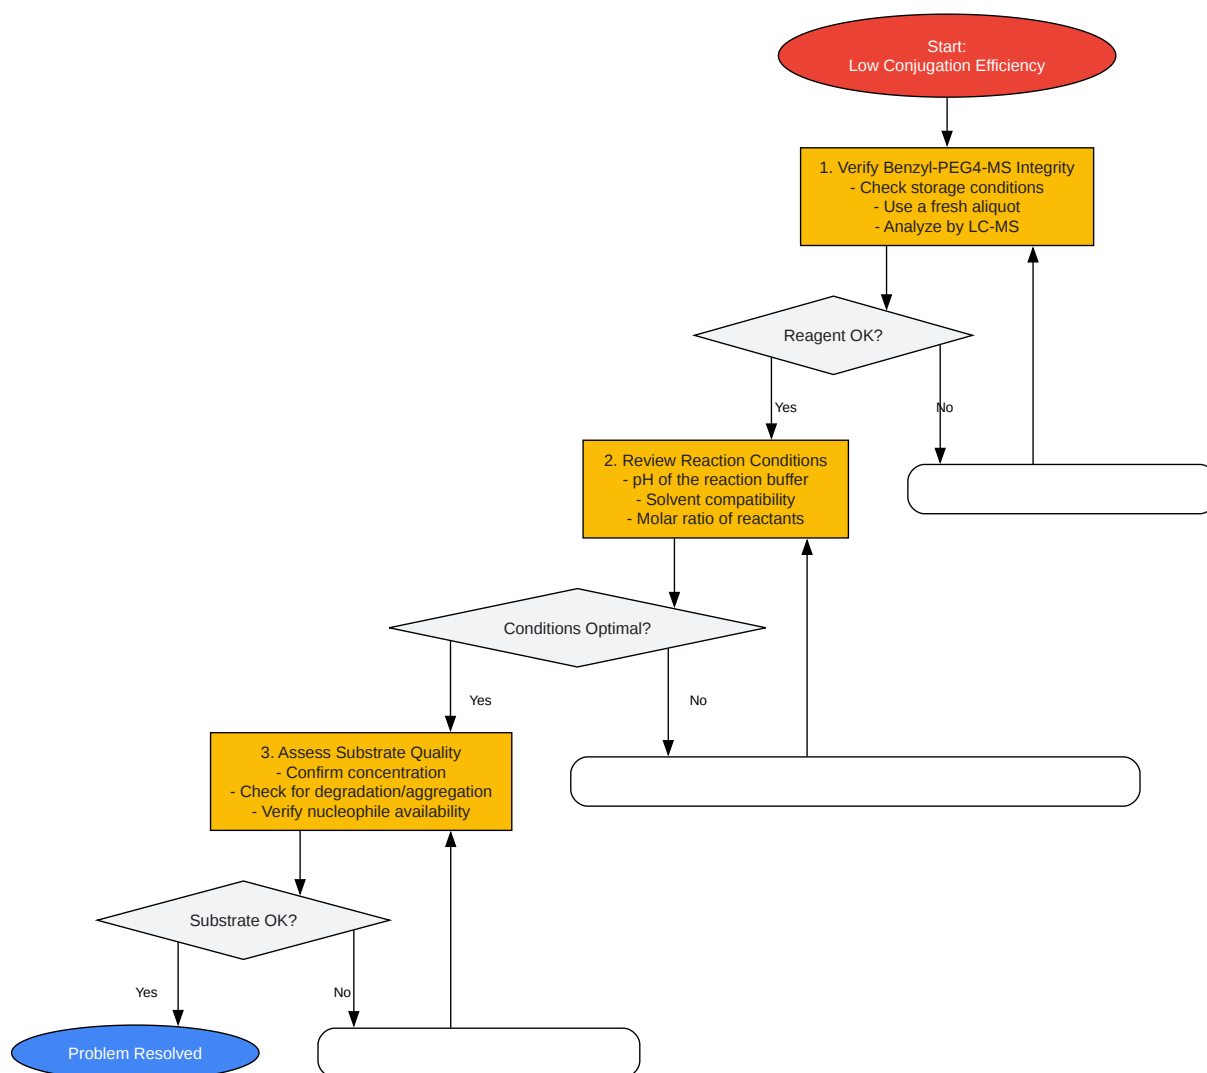 Start:
Low Conjugation Efficiency
1. Verify Benzyl-PEG4-MS Integrity
- Check storage conditions
- Use a fresh aliquot
- Analyze by LC-MS
Reagent OK?
Yes
No
2. Review Reaction Conditions
- pH of the reaction buffer
- Solvent compatibility
- Molar ratio of reactants
Conditions Optimal?
Yes
No
3. Assess Substrate Quality
- Confirm concentration
- Check for degradation/aggregation
- Verify nucleophile availability
Substrate OK?
Yes
No
Problem Resolved